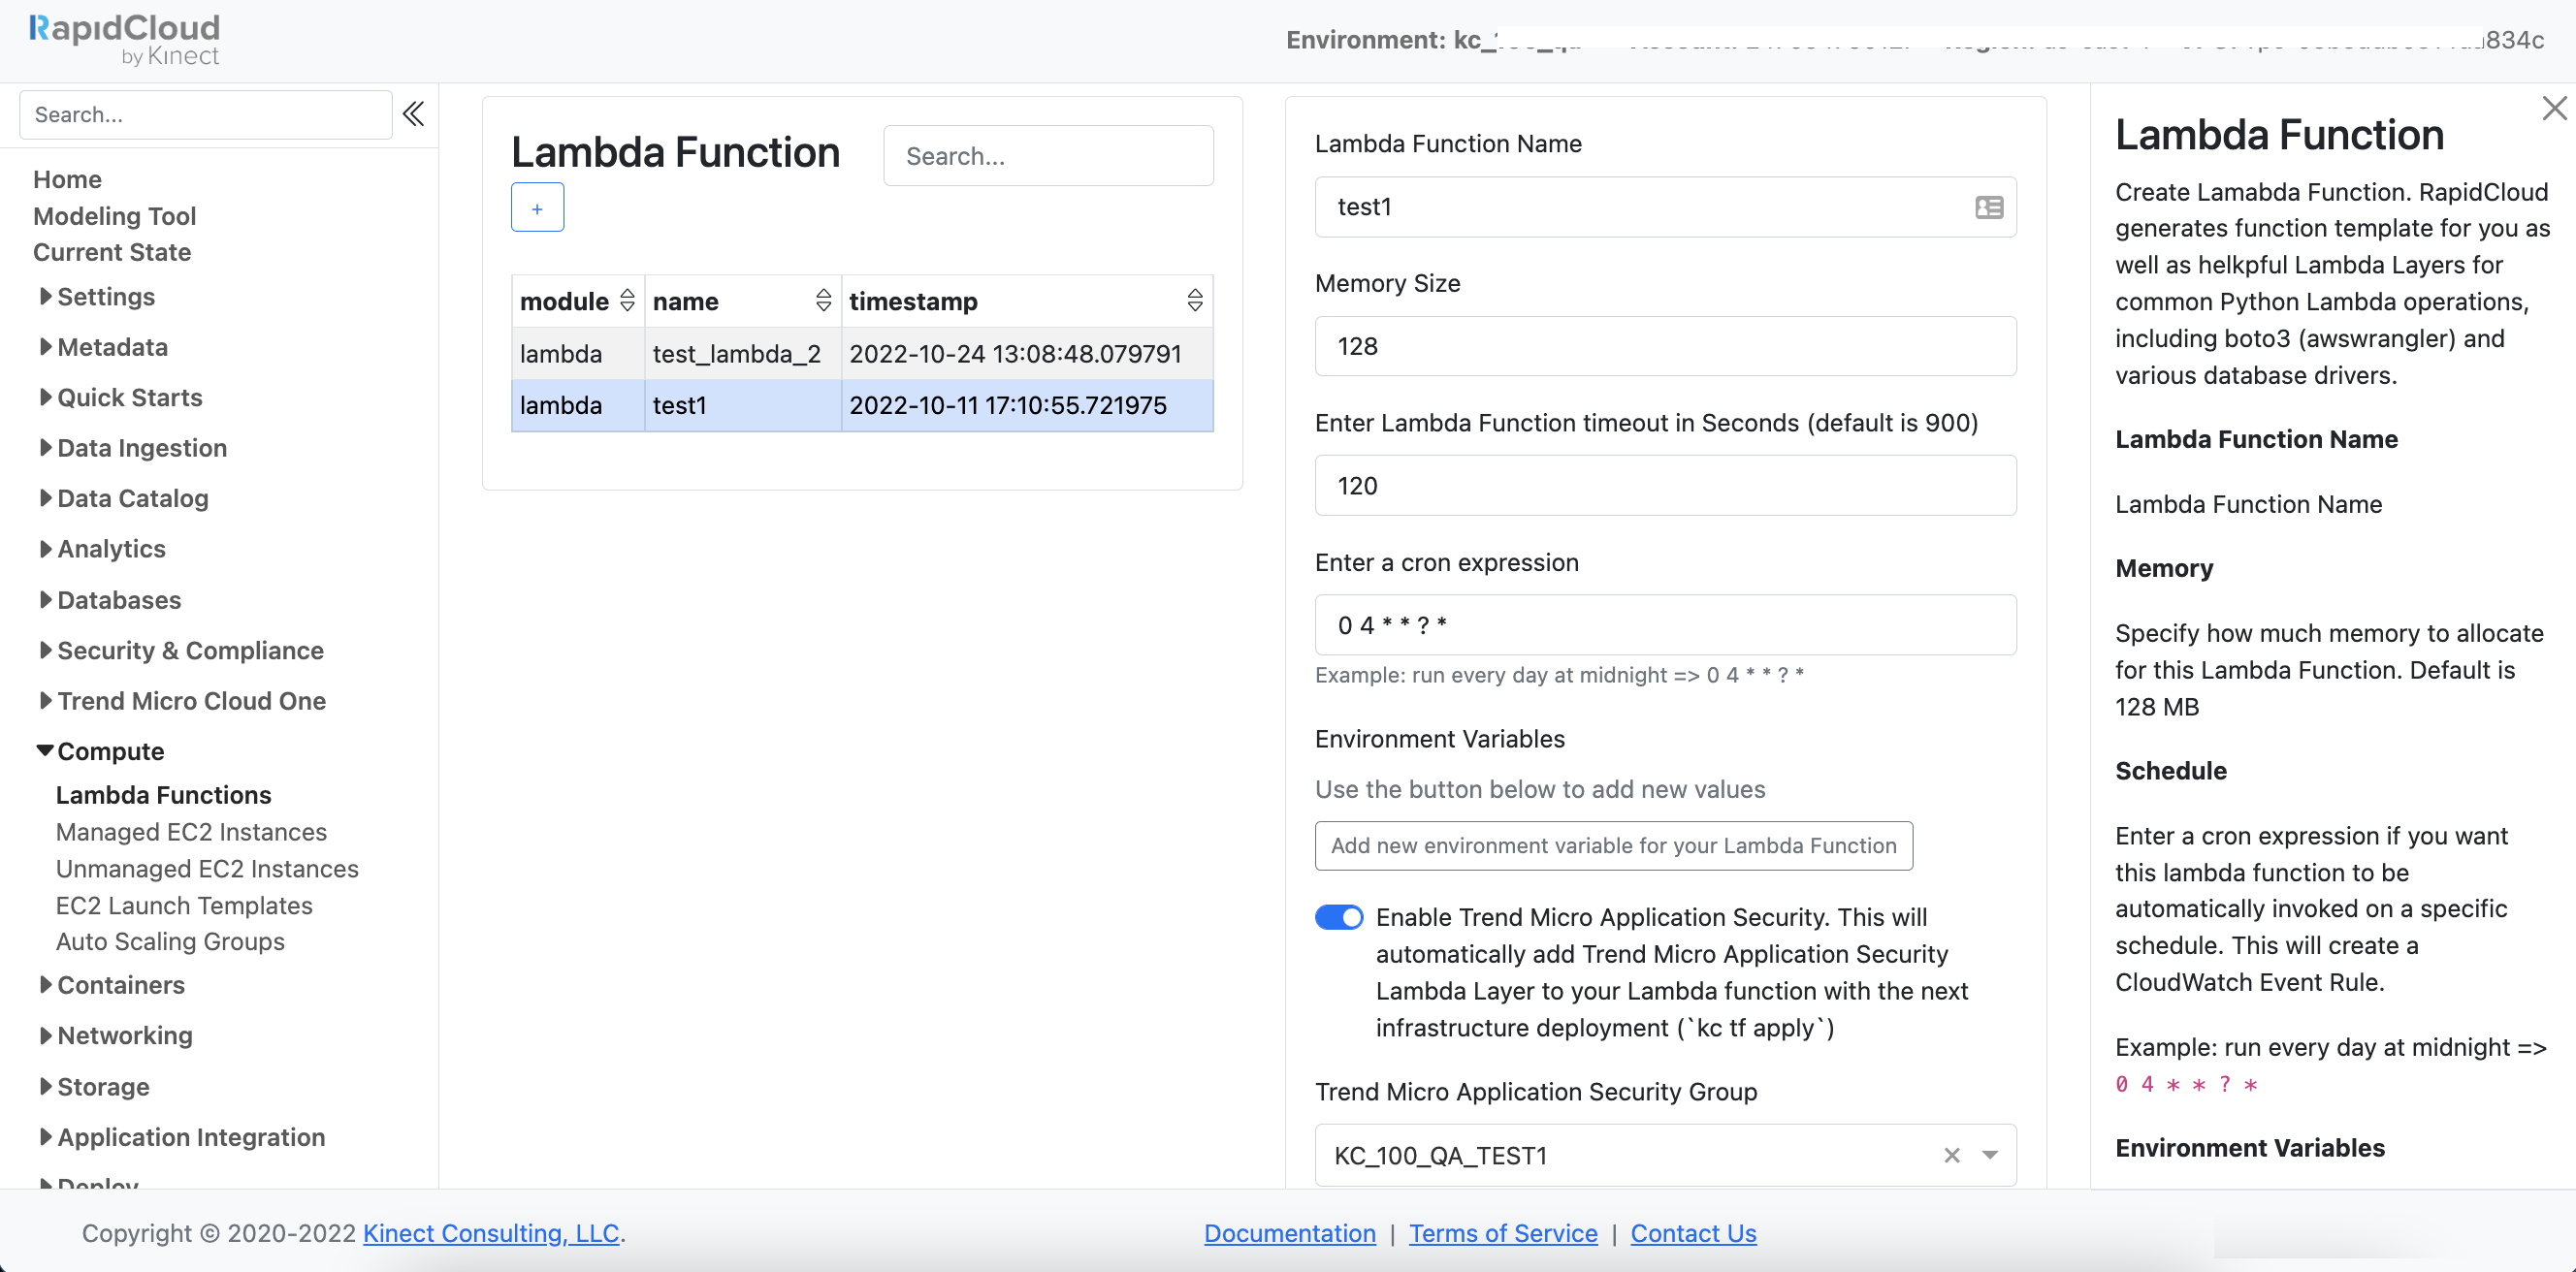 RapidCloud
by Kinect
Environment: kc_
834c
Search...
Home
Modeling Tool
Current State
Settings
Metadata
Quick Starts
Data Ingestion
Data Catalog
Analytics
Databases
Security & Compliance
Trend Micro Cloud One
Compute
Lambda Functions
Managed EC2 Instances
Unmanaged EC2 Instances
EC2 Launch Templates
Auto Scaling Groups
Containers
Networking
Storage
Application Integration
Deploy
Lambda Function
Search...
+
module name timestamp
lambda test_lambda_2 2022-10-24 13:08:48.079791
lambda test1 2022-10-11 17:10:55.721975
Lambda Function Name
test1
Memory Size
128
Enter Lambda Function timeout in Seconds (default is 900)
120
Enter a cron expression
0 4 * * ? *
Example: run every day at midnight => 0 4 * * ? *
Environment Variables
Use the button below to add new values
Add new environment variable for your Lambda Function
Enable Trend Micro Application Security. This will
automatically add Trend Micro Application Security
Lambda Layer to your Lambda function with the next
infrastructure deployment (`kc tf apply`)
Trend Micro Application Security Group
KC_100_QA_TEST1
Lambda Function
Create Lamabda Function. RapidCloud
generates function template for you as
well as helkpful Lambda Layers for
common Python Lambda operations,
including boto3 (awswrangler) and
various database drivers.
Lambda Function Name
Lambda Function Name
Memory
Specify how much memory to allocate
for this Lambda Function. Default is
128 MB
Schedule
Enter a cron expression if you want
this lambda function to be
automatically invoked on a specific
schedule. This will create a
CloudWatch Event Rule.
Example: run every day at midnight =>
0 4 * * ? *
Environment Variables
Copyright © 2020-2022 Kinect Consulting, LLC.
Documentation | Terms of Service | Contact Us